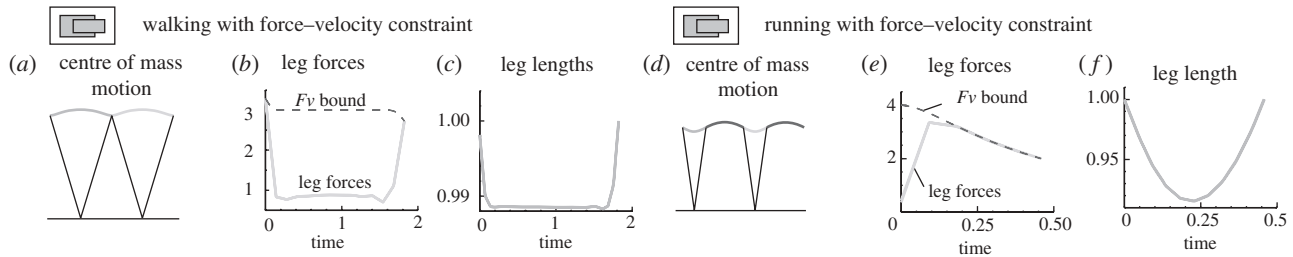 walking with force–velocity constraint
running with force–velocity constraint
(a) centre of mass motion
(b) leg forces
3
2
1
Fv bound
leg forces
0 1 2
time
(c) leg lengths
1.00
0.99
0 1 2
time
(d) centre of mass motion
(e) leg forces
4
2
Fv bound
leg forces
0 0.25 0.50
time
(f) leg length
1.00
0.95
0 0.25 0.5
time